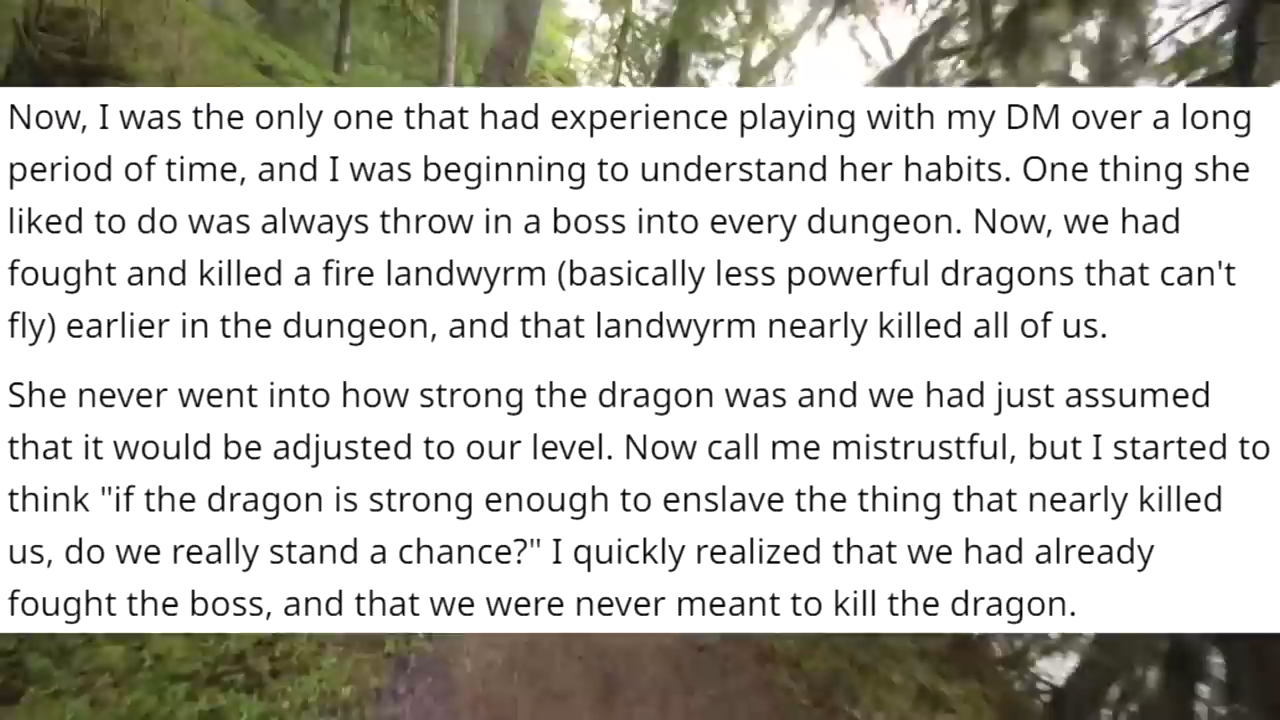 Now, I was the only one that had experience playing with my DM over a long
period of time, and I was beginning to understand her habits. One thing she
liked to do was always throw in a boss into every dungeon. Now, we had
fought and killed a fire landwyrm (basically less powerful dragons that can't
fly) earlier in the dungeon, and that landwyrm nearly killed all of us.
She never went into how strong the dragon was and we had just assumed
that it would be adjusted to our level. Now call me mistrustful, but I started to
think "if the dragon is strong enough to enslave the thing that nearly killed
us, do we really stand a chance?" I quickly realized that we had already
fought the boss, and that we were never meant to kill the dragon.